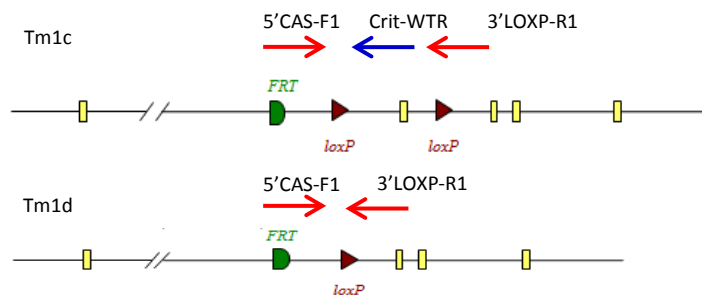 5'CAS-F1 Crit-WTR 3'LOXP-R1
Tm1c
FRT
loxP loxP
5'CAS-F1 3'LOXP-R1
Tm1d
FRT
loxP